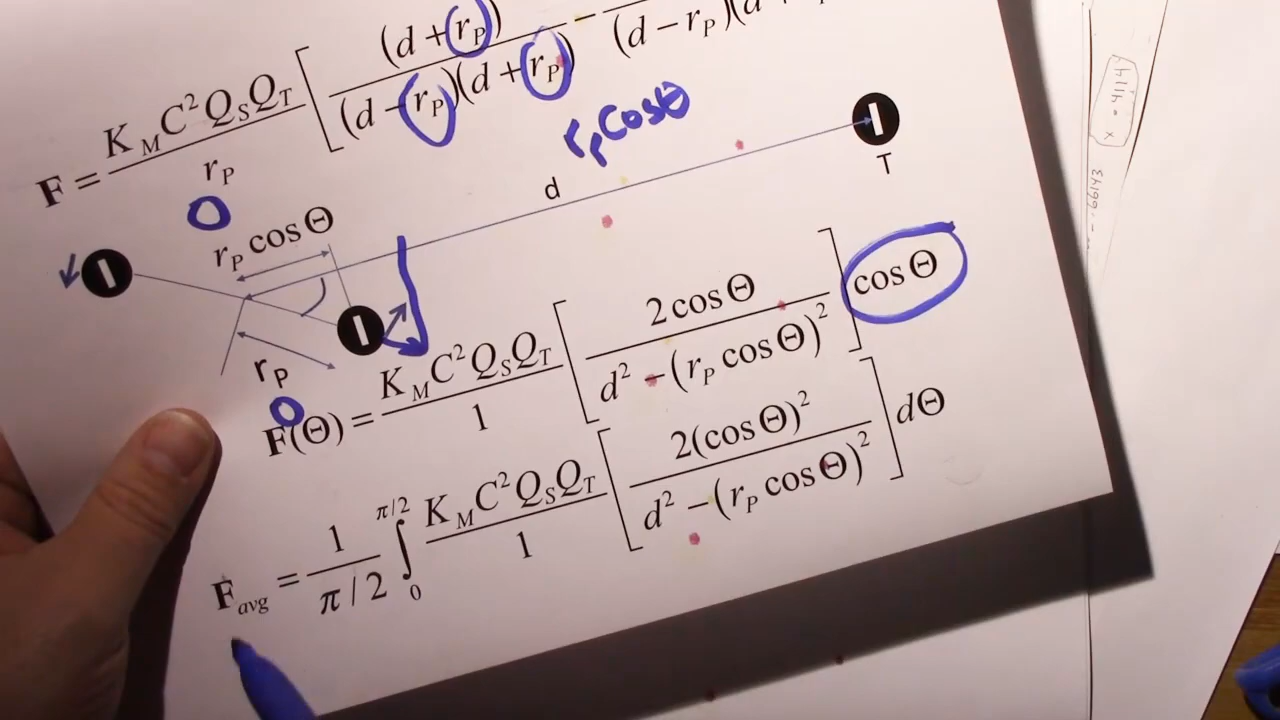 F = K_M C² Q_S Q_T / r_P [ (d + r_P) / (d − r_P)(d + r_P) − / (d − r_P)(d
r_P cos Θ
r_P cos Θ
d
T
r_P
F(Θ) = K_M C² Q_S Q_T / 1 [ 2 cos Θ / d² − (r_P cos Θ)² ] cos Θ
F_avg = 1 / π/2 ∫_0^{π/2} K_M C² Q_S Q_T / 1 [ 2(cos Θ)² / d² − (r_P cos Θ)² ] dΘ